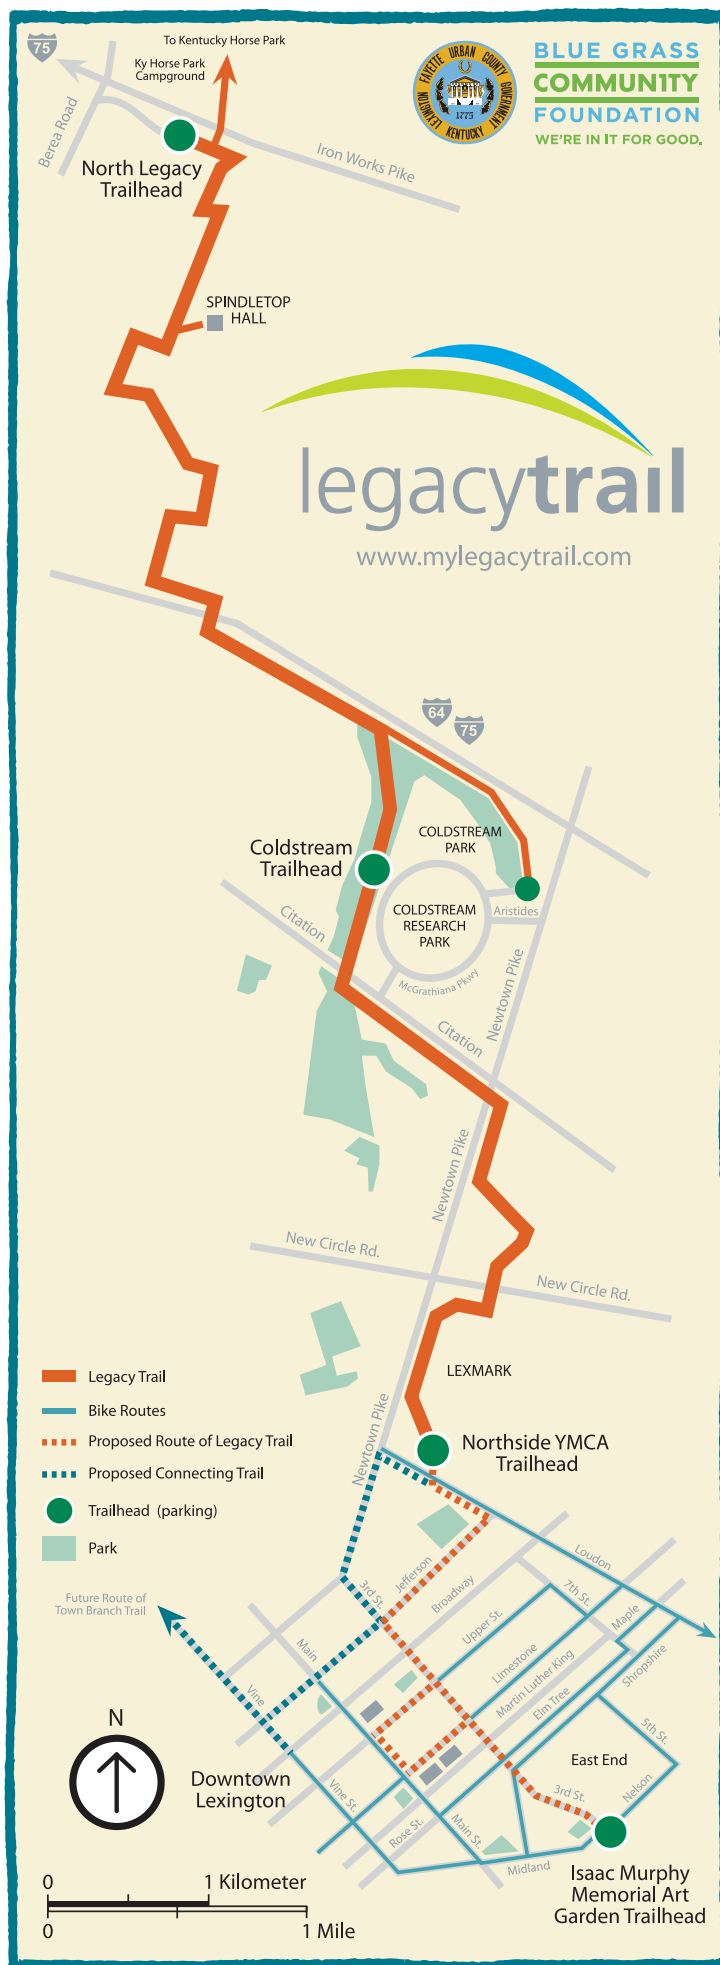 75
To Kentucky Horse Park
Ky Horse Park
Campground
LEXINGTON FAYETTE URBAN COUNTY GOVERNMENT
1775
KENTUCKY
BLUE GRASS
COMMUNITY
FOUNDATION
WE'RE IN IT FOR GOOD.
Berea Road
North Legacy
Trailhead
Iron Works Pike
SPINDLETOP
HALL
legacytrail
www.mylegacytrail.com
64
75
COLDSTREAM
PARK
Coldstream
Trailhead
COLDSTREAM
RESEARCH
PARK
Aristides
Citation
McGrathiana Pkwy
Newtown Pike
Citation
Newtown Pike
New Circle Rd.
New Circle Rd.
LEXMARK
Legacy Trail
Bike Routes
Proposed Route of Legacy Trail
Proposed Connecting Trail
Trailhead (parking)
Park
Newtown Pike
Northside YMCA
Trailhead
Loudon
Future Route of
Town Branch Trail
3rd St.
Jefferson
Broadway
7th St.
Maple
Upper St.
Limestone
Martin Luther King
Elm Tree
Shropshire
Main
Vine
5th St.
East End
Nelson
3rd St.
N
Downtown
Lexington
Vine St.
Rose St.
Main St.
Midland
Isaac Murphy
Memorial Art
Garden Trailhead
0 1 Kilometer
0 1 Mile